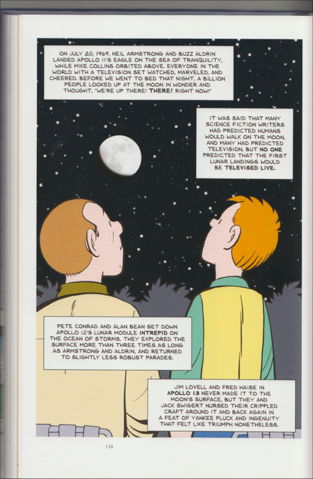 ON JULY 20, 1969, NEIL ARMSTRONG AND BUZZ ALDRIN
LANDED APOLLO 11'S EAGLE ON THE SEA OF TRANQUILITY,
WHILE MIKE COLLINS ORBITED ABOVE. EVERYONE IN THE
WORLD WITH A TELEVISION SET WATCHED, MARVELED, AND
CHEERED. BEFORE WE WENT TO BED THAT NIGHT, A BILLION
PEOPLE LOOKED UP AT THE MOON IN WONDER AND
THOUGHT, "WE'RE UP THERE! THERE! RIGHT NOW!"
IT WAS SAID THAT MANY
SCIENCE FICTION WRITERS
HAD PREDICTED HUMANS
WOULD WALK ON THE MOON,
AND MANY HAD PREDICTED
TELEVISION, BUT NO ONE
PREDICTED THAT THE FIRST
LUNAR LANDINGS WOULD
BE TELEVISED LIVE.
PETE CONRAD AND ALAN BEAN SET DOWN
APOLLO 12'S LUNAR MODULE INTREPID ON
THE OCEAN OF STORMS. THEY EXPLORED THE
SURFACE MORE THAN THREE TIMES AS LONG
AS ARMSTRONG AND ALDRIN, AND RETURNED
TO SLIGHTLY LESS ROBUST PARADES.
JIM LOVELL AND FRED HAISE IN
APOLLO 13 NEVER MADE IT TO THE
MOON'S SURFACE, BUT THEY AND
JACK SWIGERT NURSED THEIR CRIPPLED
CRAFT AROUND IT AND BACK AGAIN IN
A FEAT OF YANKEE PLUCK AND INGENUITY
THAT FELT LIKE TRIUMPH NONETHELESS.